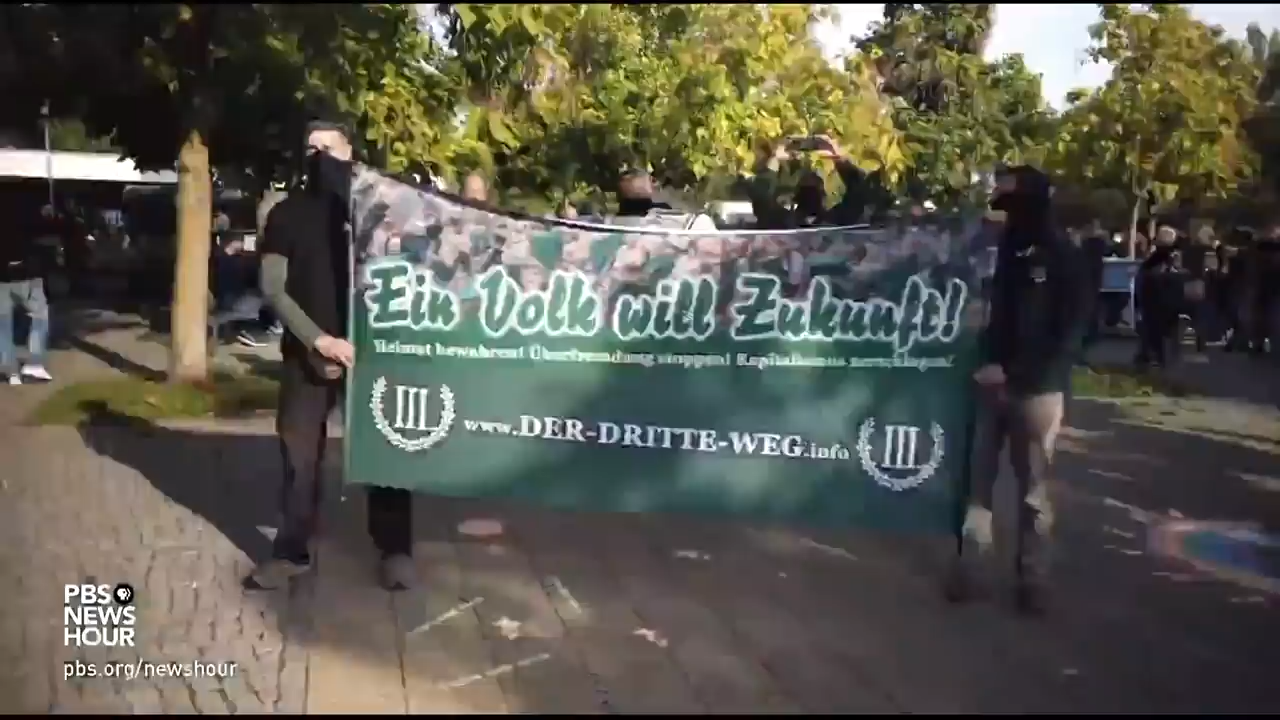 Ein Volk will Zukunft!
Heimat bewahren! Überfremdung stoppen! Kapitalismus zerschlagen!
III
www.DER-DRITTE-WEG.info
III
PBS
NEWS
HOUR
pbs.org/newshour